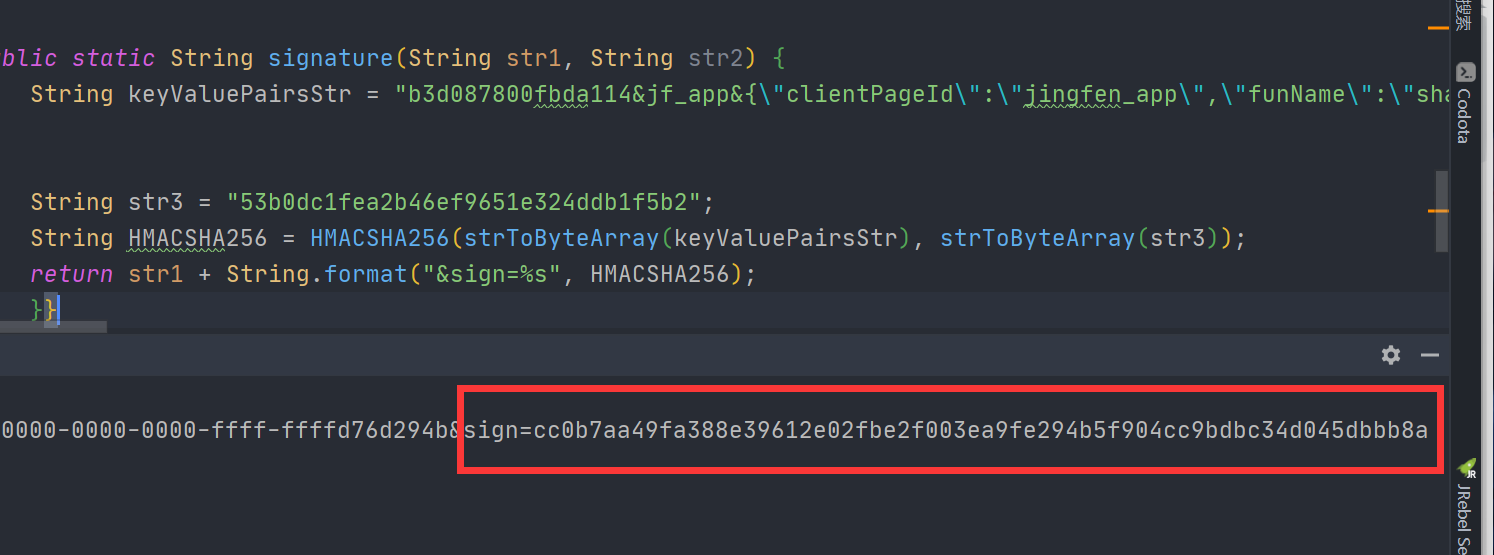 blic static String signature(String str1, String str2) {
String keyValuePairsStr = "b3d087800fbda114&jf_app&{\"clientPageId\":\"jingfen_app\",\"funName\":\"sha
String str3 = "53b0dc1fea2b46ef9651e324ddb1f5b2";
String HMACSHA256 = HMACSHA256(strToByteArray(keyValuePairsStr), strToByteArray(str3));
return str1 + String.format("&sign=%s", HMACSHA256);
}}
0000-0000-0000-ffff-ffffd76d294b&sign=cc0b7aa49fa388e39612e02fbe2f003ea9fe294b5f904cc9bdbc34d045dbbb8a
搜索
Codota
JR
JRebel Se